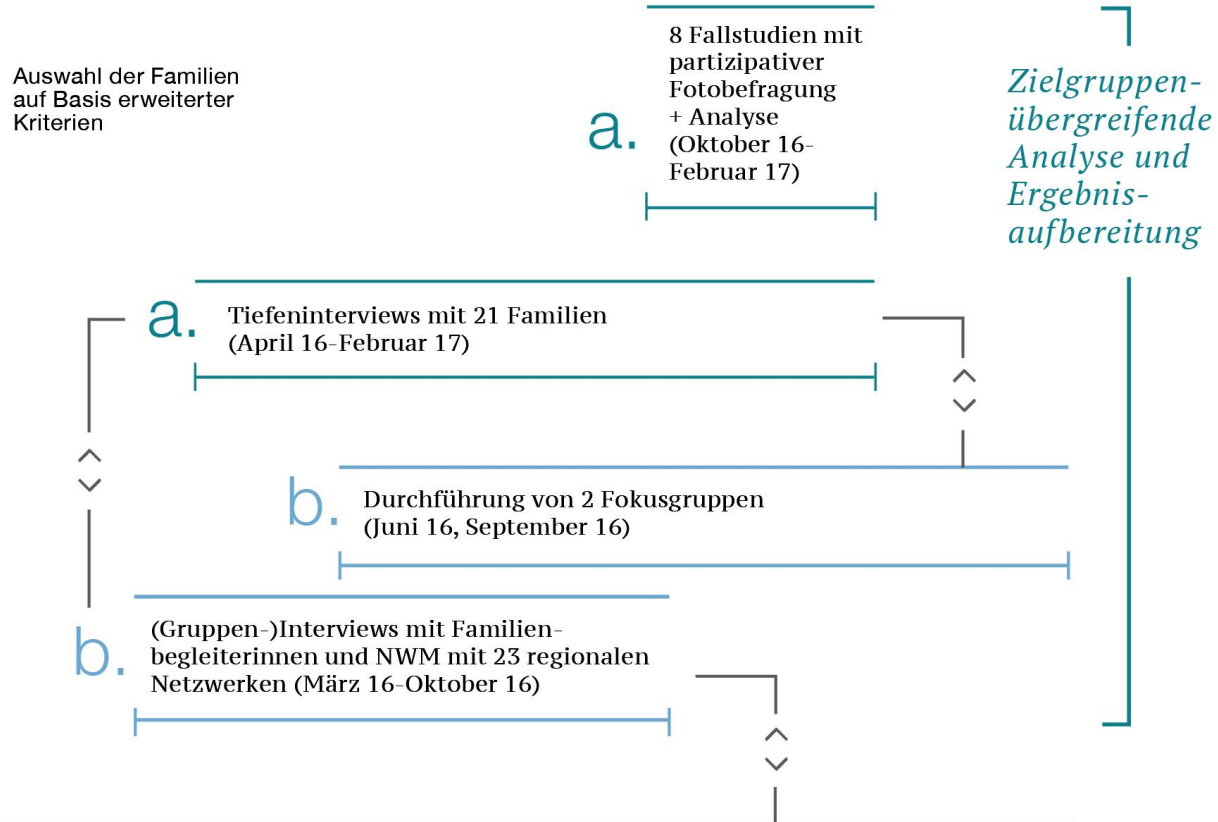 Auswahl der Familien
auf Basis erweiterter
Kriterien
a.
8 Fallstudien mit
partizipativer
Fotobefragung
+ Analyse
(Oktober 16-
Februar 17)
Zielgruppen-
übergreifende
Analyse und
Ergebnis-
aufbereitung
a.
Tiefeninterviews mit 21 Familien
(April 16-Februar 17)
b.
Durchführung von 2 Fokusgruppen
(Juni 16, September 16)
b.
(Gruppen-)Interviews mit Familien-
begleiterinnen und NWM mit 23 regionalen
Netzwerken (März 16-Oktober 16)